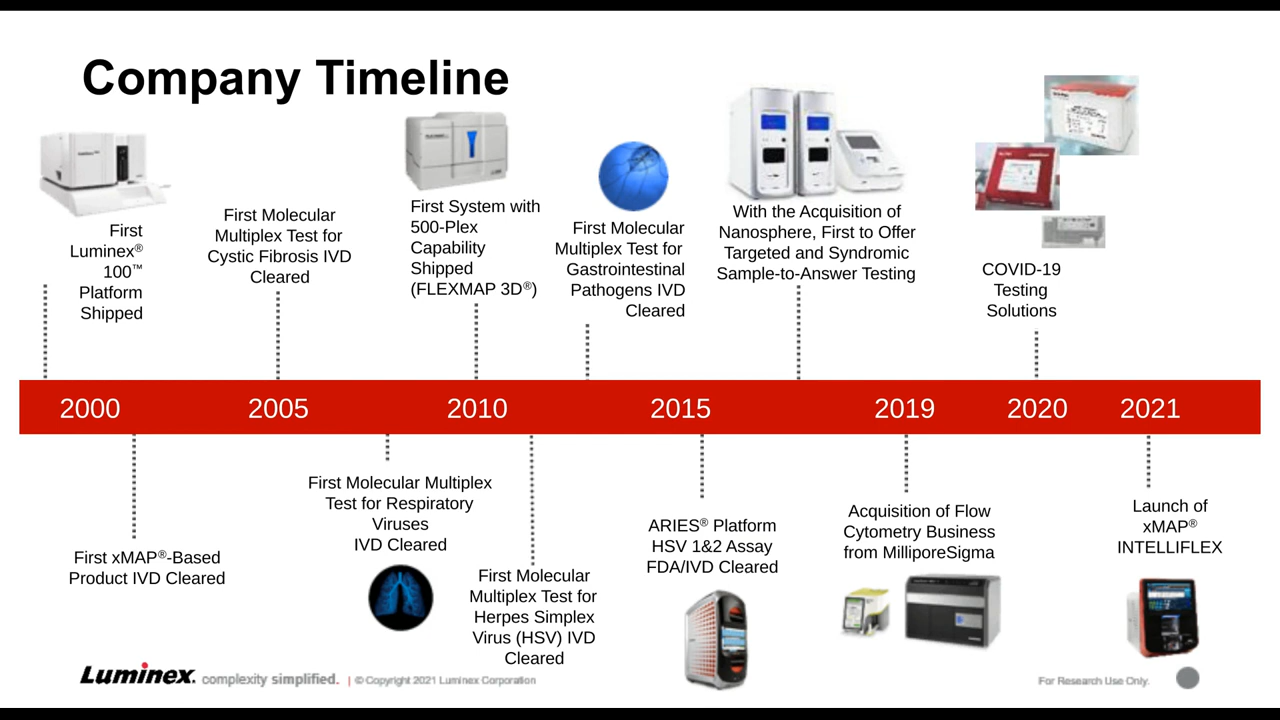 Company Timeline
First
Luminex®
100™
Platform
Shipped
First Molecular
Multiplex Test for
Cystic Fibrosis IVD
Cleared
First System with
500-Plex
Capability
Shipped
(FLEXMAP 3D®)
First Molecular
Multiplex Test for
Gastrointestinal
Pathogens IVD
Cleared
With the Acquisition of
Nanosphere, First to Offer
Targeted and Syndromic
Sample-to-Answer Testing
COVID-19
Testing
Solutions
2000 2005 2010 2015 2019 2020 2021
First xMAP®-Based
Product IVD Cleared
First Molecular Multiplex
Test for Respiratory
Viruses
IVD Cleared
First Molecular
Multiplex Test for
Herpes Simplex
Virus (HSV) IVD
Cleared
ARIES® Platform
HSV 1&2 Assay
FDA/IVD Cleared
Acquisition of Flow
Cytometry Business
from MilliporeSigma
Launch of
xMAP®
INTELLIFLEX
Luminex. complexity simplified. | © Copyright 2021 Luminex Corporation
For Research Use Only.